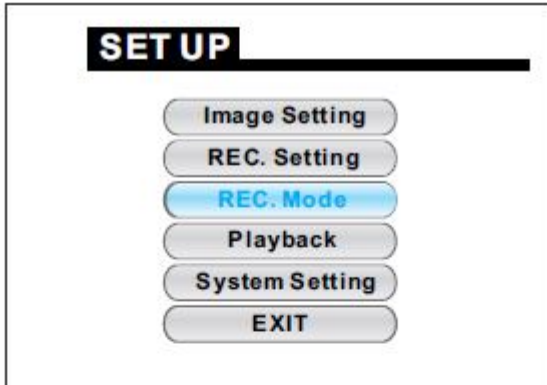 SET UP
Image Setting
REC. Setting
REC. Mode
Playback
System Setting
EXIT